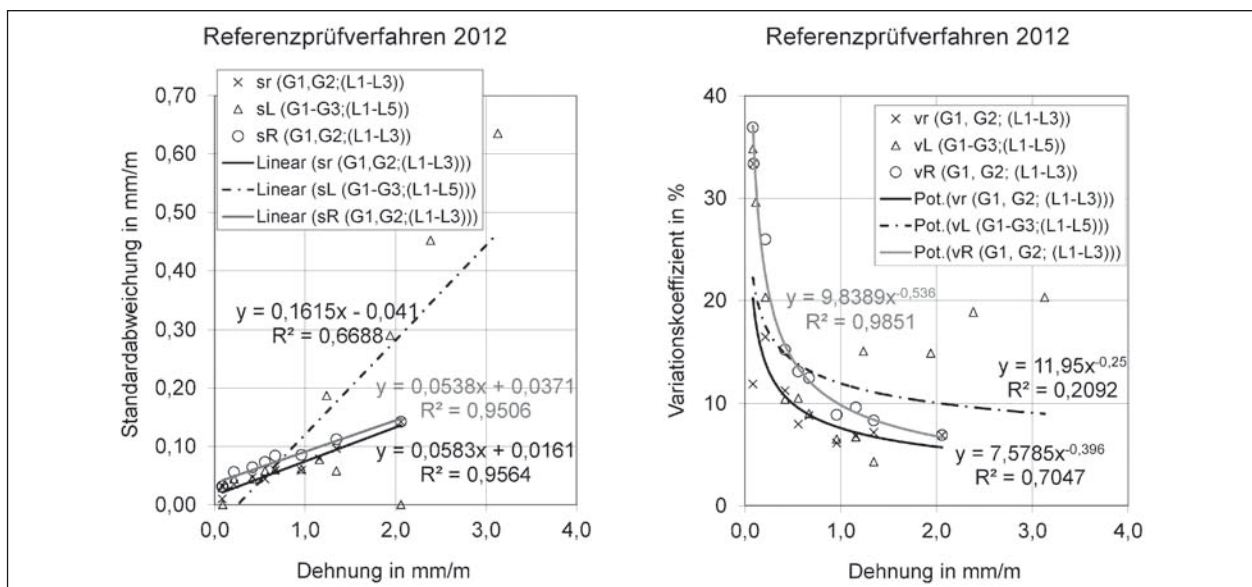 Referenzprüfverfahren 2012
Standardabweichung in mm/m
0,70
0,60
0,50
0,40
0,30
0,20
0,10
0,00
sr (G1,G2;(L1-L3))
sL (G1-G3;(L1-L5))
sR (G1,G2;(L1-L3))
Linear (sr (G1,G2;(L1-L3)))
Linear (sL (G1-G3;(L1-L5)))
Linear (sR (G1,G2;(L1-L3)))
y = 0,1615x - 0,041
R² = 0,6688
y = 0,0538x + 0,0371
R² = 0,9506
y = 0,0583x + 0,0161
R² = 0,9564
0,0 1,0 2,0 3,0 4,0
Dehnung in mm/m
Referenzprüfverfahren 2012
Variationskoeffizient in %
40
30
20
10
0
vr (G1, G2; (L1-L3))
vL (G1-G3;(L1-L5))
vR (G1, G2; (L1-L3))
Pot.(vr (G1, G2; (L1-L3)))
Pot.(vL (G1-G3;(L1-L5)))
Pot.(vR (G1, G2; (L1-L3)))
y = 9,8389x⁻⁰,⁵³⁶
R² = 0,9851
y = 11,95x⁻⁰,²⁵
R² = 0,2092
y = 7,5785x⁻⁰,³⁹⁶
R² = 0,7047
0,0 1,0 2,0 3,0 4,0
Dehnung in mm/m